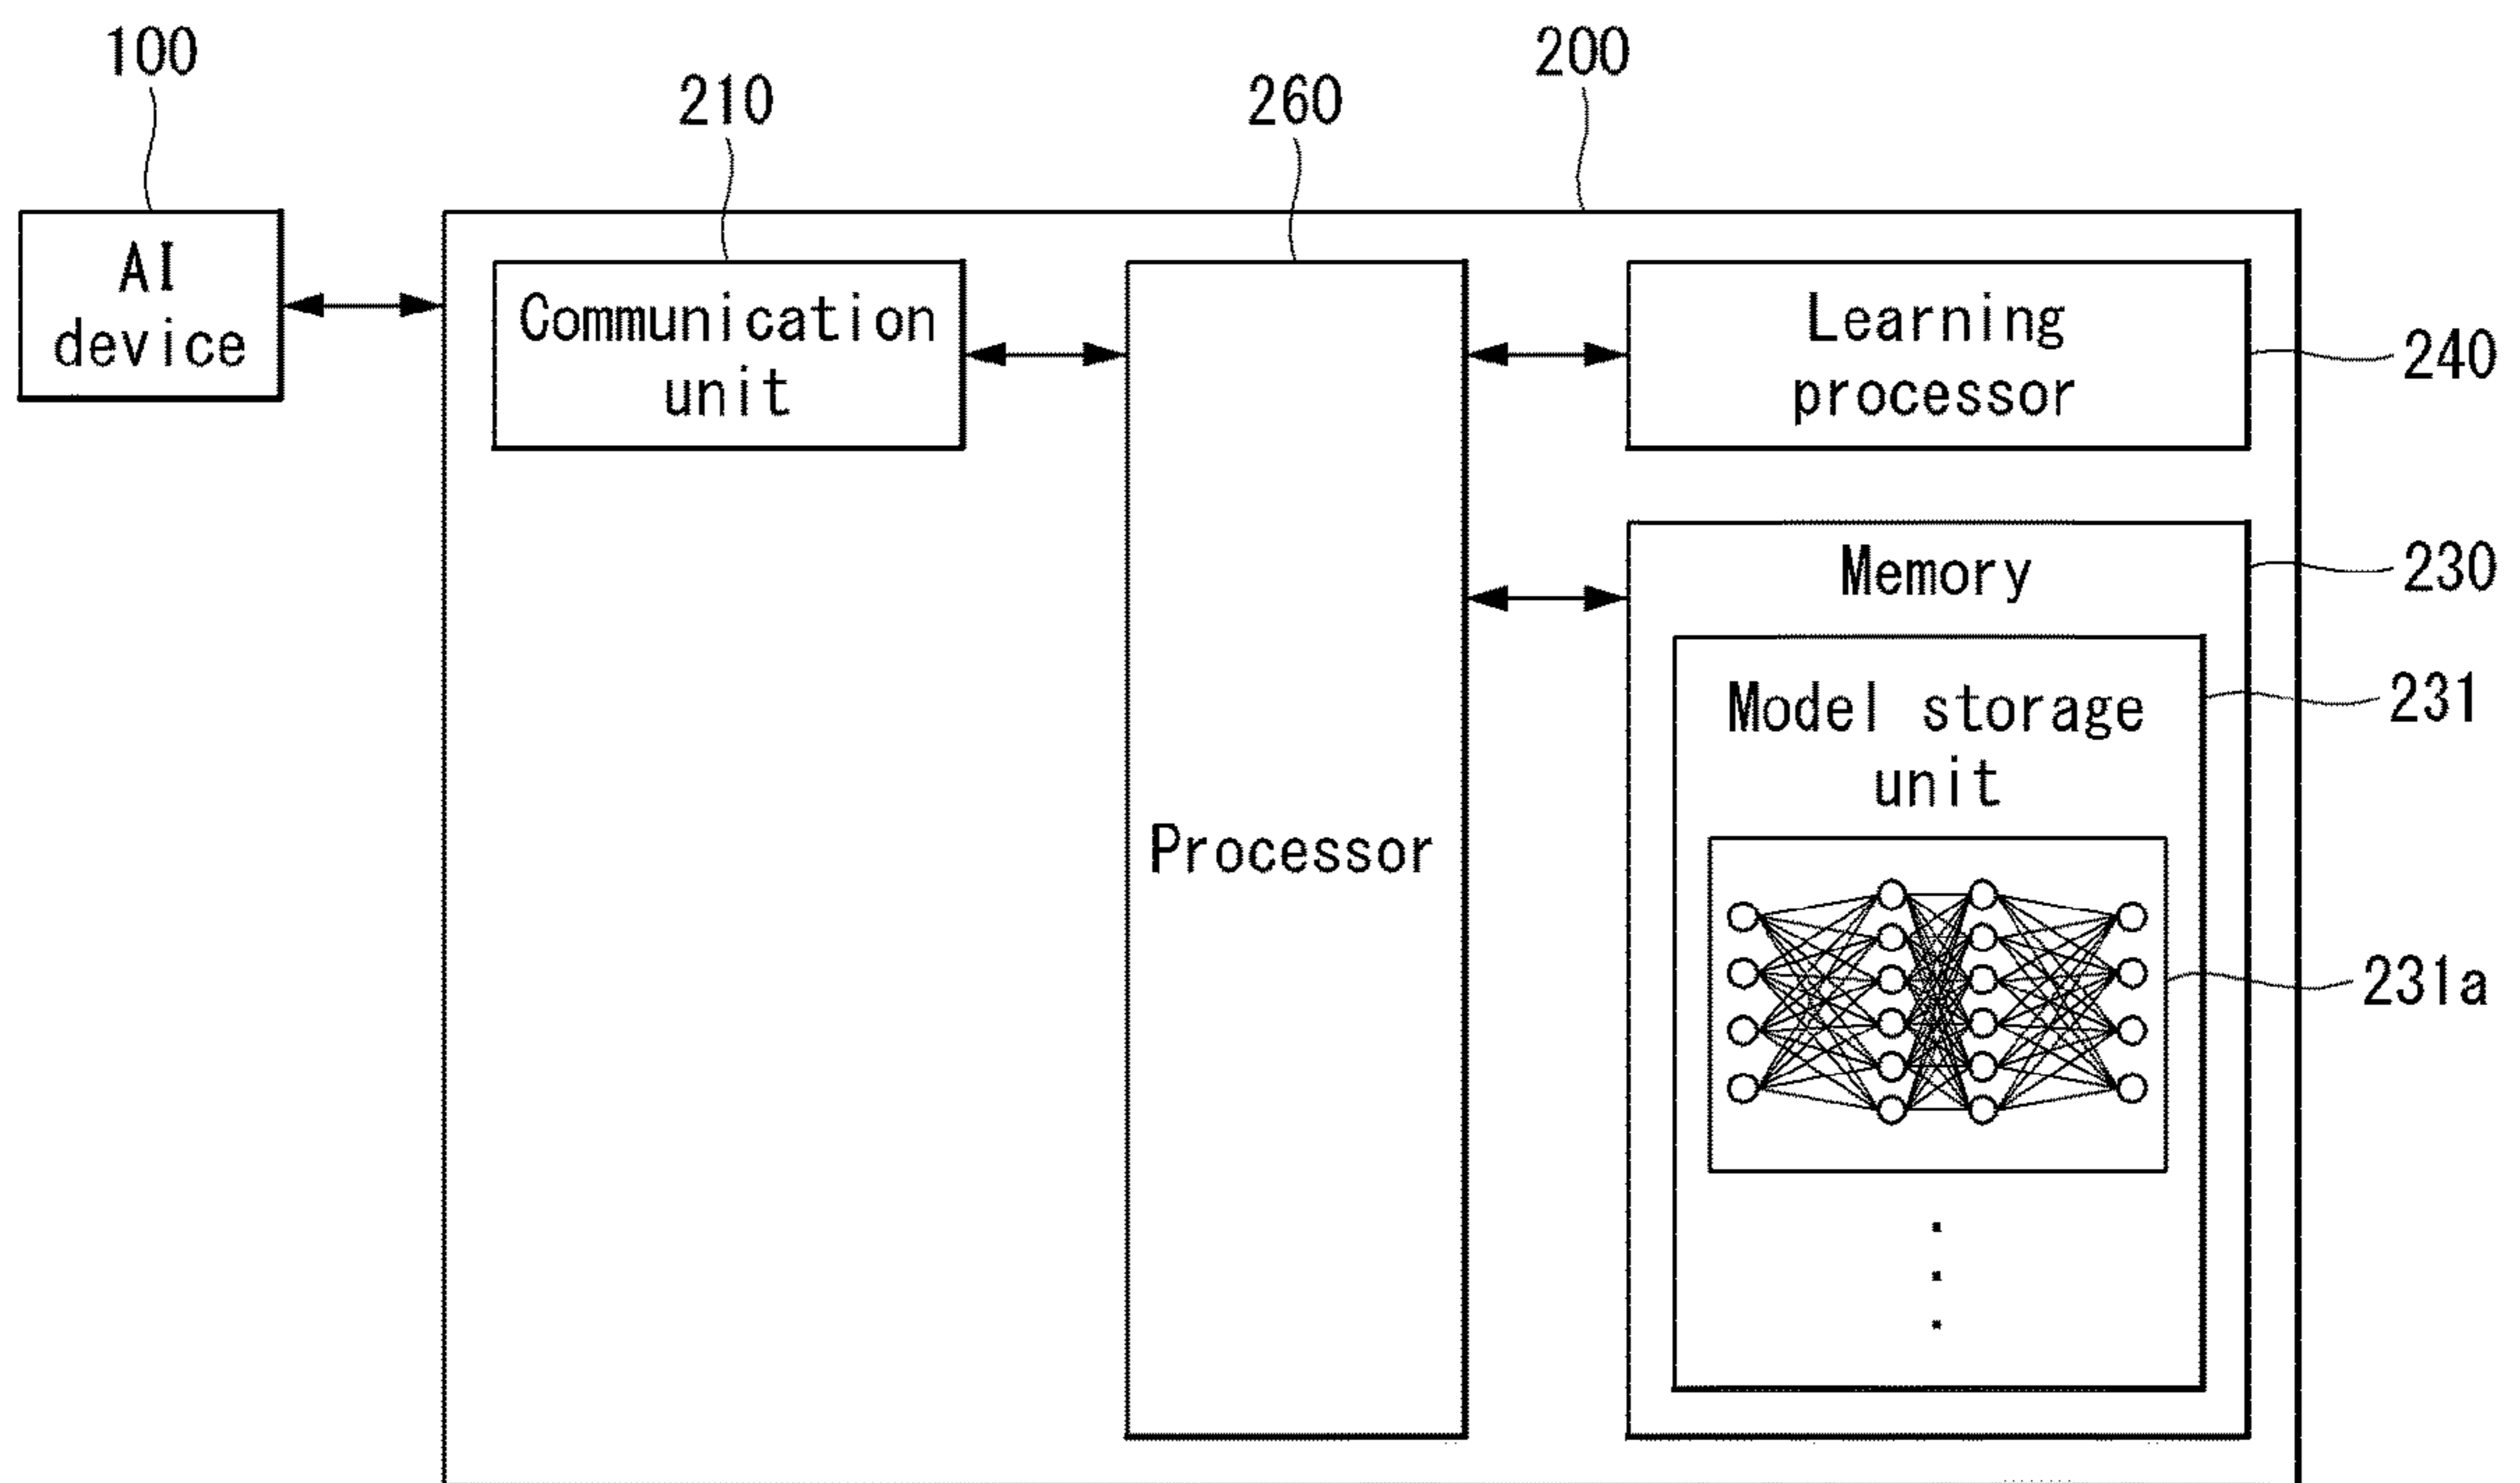 100
210
260
200
AI
device
Communication
unit
Learning
processor
240
Memory
230
Model storage
unit
231
Processor
231a